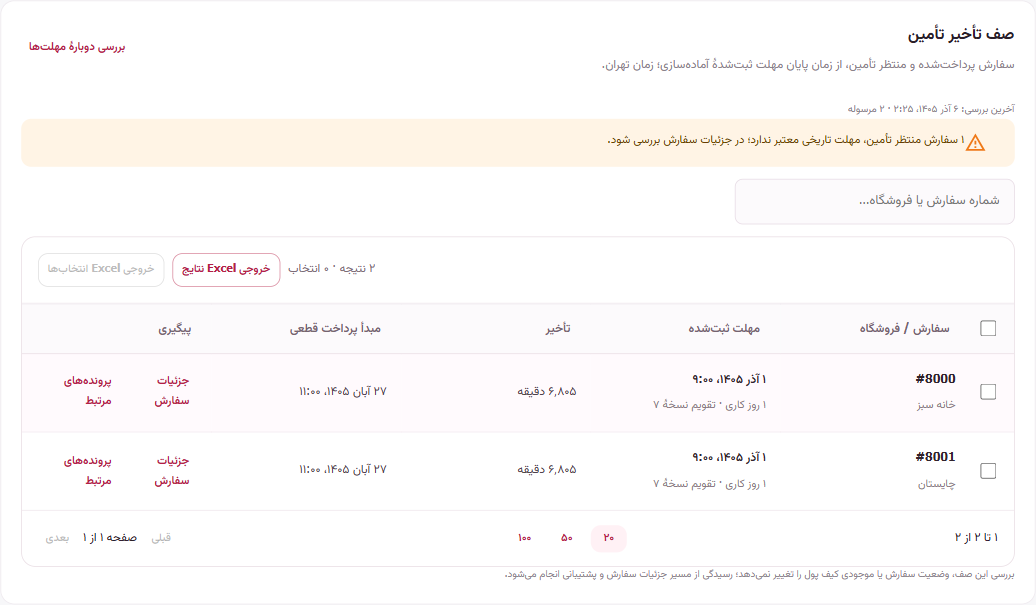 صف تأخیر تأمین
بررسی دوبارهٔ مهلت‌ها
سفارش پرداخت‌شده و منتظر تأمین، از زمان پایان مهلت ثبت‌شدهٔ آماده‌سازی؛ زمان تهران.
آخرین بررسی: ۶ آذر ۱۴۰۵، ۲:۲۵ · ۲ مرسوله
۱ سفارش منتظر تأمین، مهلت تاریخی معتبر ندارد؛ در جزئیات سفارش بررسی شود.
شماره سفارش یا فروشگاه...
۲ نتیجه · ۰ انتخاب
خروجی Excel نتایج
خروجی Excel انتخاب‌ها
سفارش / فروشگاه
مهلت ثبت‌شده
تأخیر
مبدأ پرداخت قطعی
پیگیری
#8000
خانه سبز
۱ آذر ۱۴۰۵، ۹:۰۰
۱ روز کاری · تقویم نسخهٔ ۷
۶,۸۰۵ دقیقه
۲۷ آبان ۱۴۰۵، ۱۱:۰۰
جزئیات
سفارش
پرونده‌های
مرتبط
#8001
چایستان
۱ آذر ۱۴۰۵، ۹:۰۰
۱ روز کاری · تقویم نسخهٔ ۷
۶,۸۰۵ دقیقه
۲۷ آبان ۱۴۰۵، ۱۱:۰۰
جزئیات
سفارش
پرونده‌های
مرتبط
۱ تا ۲ از ۲
۲۰
۵۰
۱۰۰
قبلی
صفحه ۱ از ۱
بعدی
بررسی این صف، وضعیت سفارش یا موجودی کیف پول را تغییر نمی‌دهد؛ رسیدگی از مسیر جزئیات سفارش و پشتیبانی انجام می‌شود.